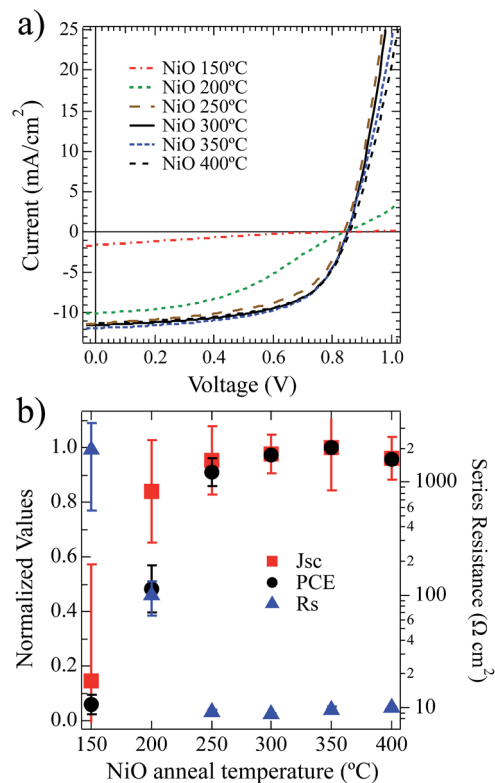 a)
25
20
15
10
5
0
-5
-10
Current (mA/cm²)
NiO 150ºC
NiO 200ºC
NiO 250ºC
NiO 300ºC
NiO 350ºC
NiO 400ºC
0.0 0.2 0.4 0.6 0.8 1.0
Voltage (V)
b)
1.0
0.8
0.6
0.4
0.2
0.0
Normalized Values
Jsc
PCE
Rs
2
1000
6
4
2
100
6
4
2
10
Series Resistance (Ω cm²)
150 200 250 300 350 400
NiO anneal temperature (ºC)